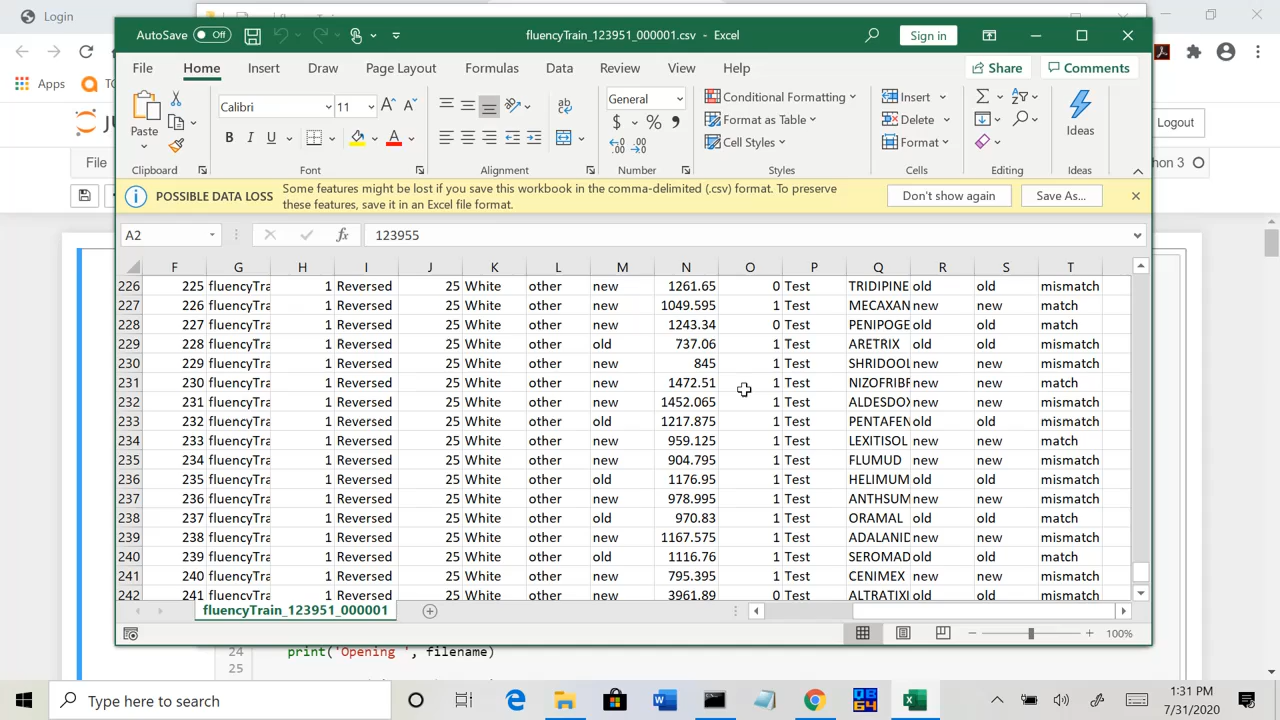 Login
AutoSave Off fluencyTrain_123951_000001.csv - Excel Sign in
File Home Insert Draw Page Layout Formulas Data Review View Help Share Comments
Apps
Paste
Calibri 11
B I U A
General
$ % 9
Conditional Formatting
Format as Table
Cell Styles
Insert
Delete
Format
Ideas
Clipboard Font Alignment Number Styles Cells Editing Ideas
Logout
File
POSSIBLE DATA LOSS Some features might be lost if you save this workbook in the comma-delimited (.csv) format. To preserve
these features, save it in an Excel file format.
Don't show again Save As...
A2 fx 123955
F G H I J K L M N O P Q R S T
226 225 fluencyTra 1 Reversed 25 White other new 1261.65 0 Test TRIDIPINE old old mismatch
227 226 fluencyTra 1 Reversed 25 White other new 1049.595 1 Test MECAXAN new new match
228 227 fluencyTra 1 Reversed 25 White other new 1243.34 0 Test PENIPOGE old old match
229 228 fluencyTra 1 Reversed 25 White other old 737.06 1 Test ARETRIX old old mismatch
230 229 fluencyTra 1 Reversed 25 White other new 845 1 Test SHRIDOOL new new mismatch
231 230 fluencyTra 1 Reversed 25 White other new 1472.51 1 Test NIZOFRIBR new new match
232 231 fluencyTra 1 Reversed 25 White other new 1452.065 1 Test ALDESDOX new new mismatch
233 232 fluencyTra 1 Reversed 25 White other old 1217.875 1 Test PENTAFEN old old mismatch
234 233 fluencyTra 1 Reversed 25 White other new 959.125 1 Test LEXITISOL new new match
235 234 fluencyTra 1 Reversed 25 White other new 904.795 1 Test FLUMUD new new mismatch
236 235 fluencyTra 1 Reversed 25 White other old 1176.95 1 Test HELIMUM old old mismatch
237 236 fluencyTra 1 Reversed 25 White other new 978.995 1 Test ANTHSUM new new mismatch
238 237 fluencyTra 1 Reversed 25 White other old 970.83 1 Test ORAMAL old old match
239 238 fluencyTra 1 Reversed 25 White other new 1167.575 1 Test ADALANID new new mismatch
240 239 fluencyTra 1 Reversed 25 White other old 1116.76 1 Test SEROMAD old old match
241 240 fluencyTra 1 Reversed 25 White other new 795.395 1 Test CENIMEX new new mismatch
242 241 fluencyTra 1 Reversed 25 White other new 3961.89 0 Test ALTRATIXI old old mismatch
fluencyTrain_123951_000001
100%
24 print('Opening ', filename)
25
Type here to search
1:31 PM
7/31/2020